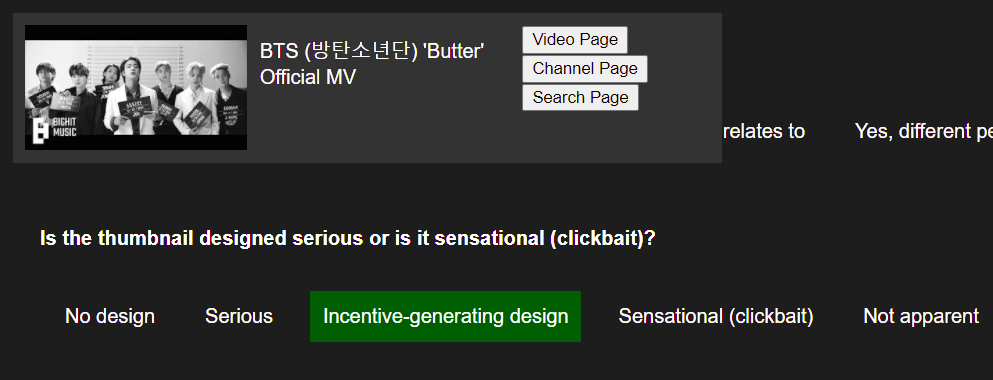 BTS (방탄소년단) 'Butter'
Official MV
Video Page
Channel Page
Search Page
BIGHIT
MUSIC
relates to
Yes, different pe
Is the thumbnail designed serious or is it sensational (clickbait)?
No design
Serious
Incentive-generating design
Sensational (clickbait)
Not apparent